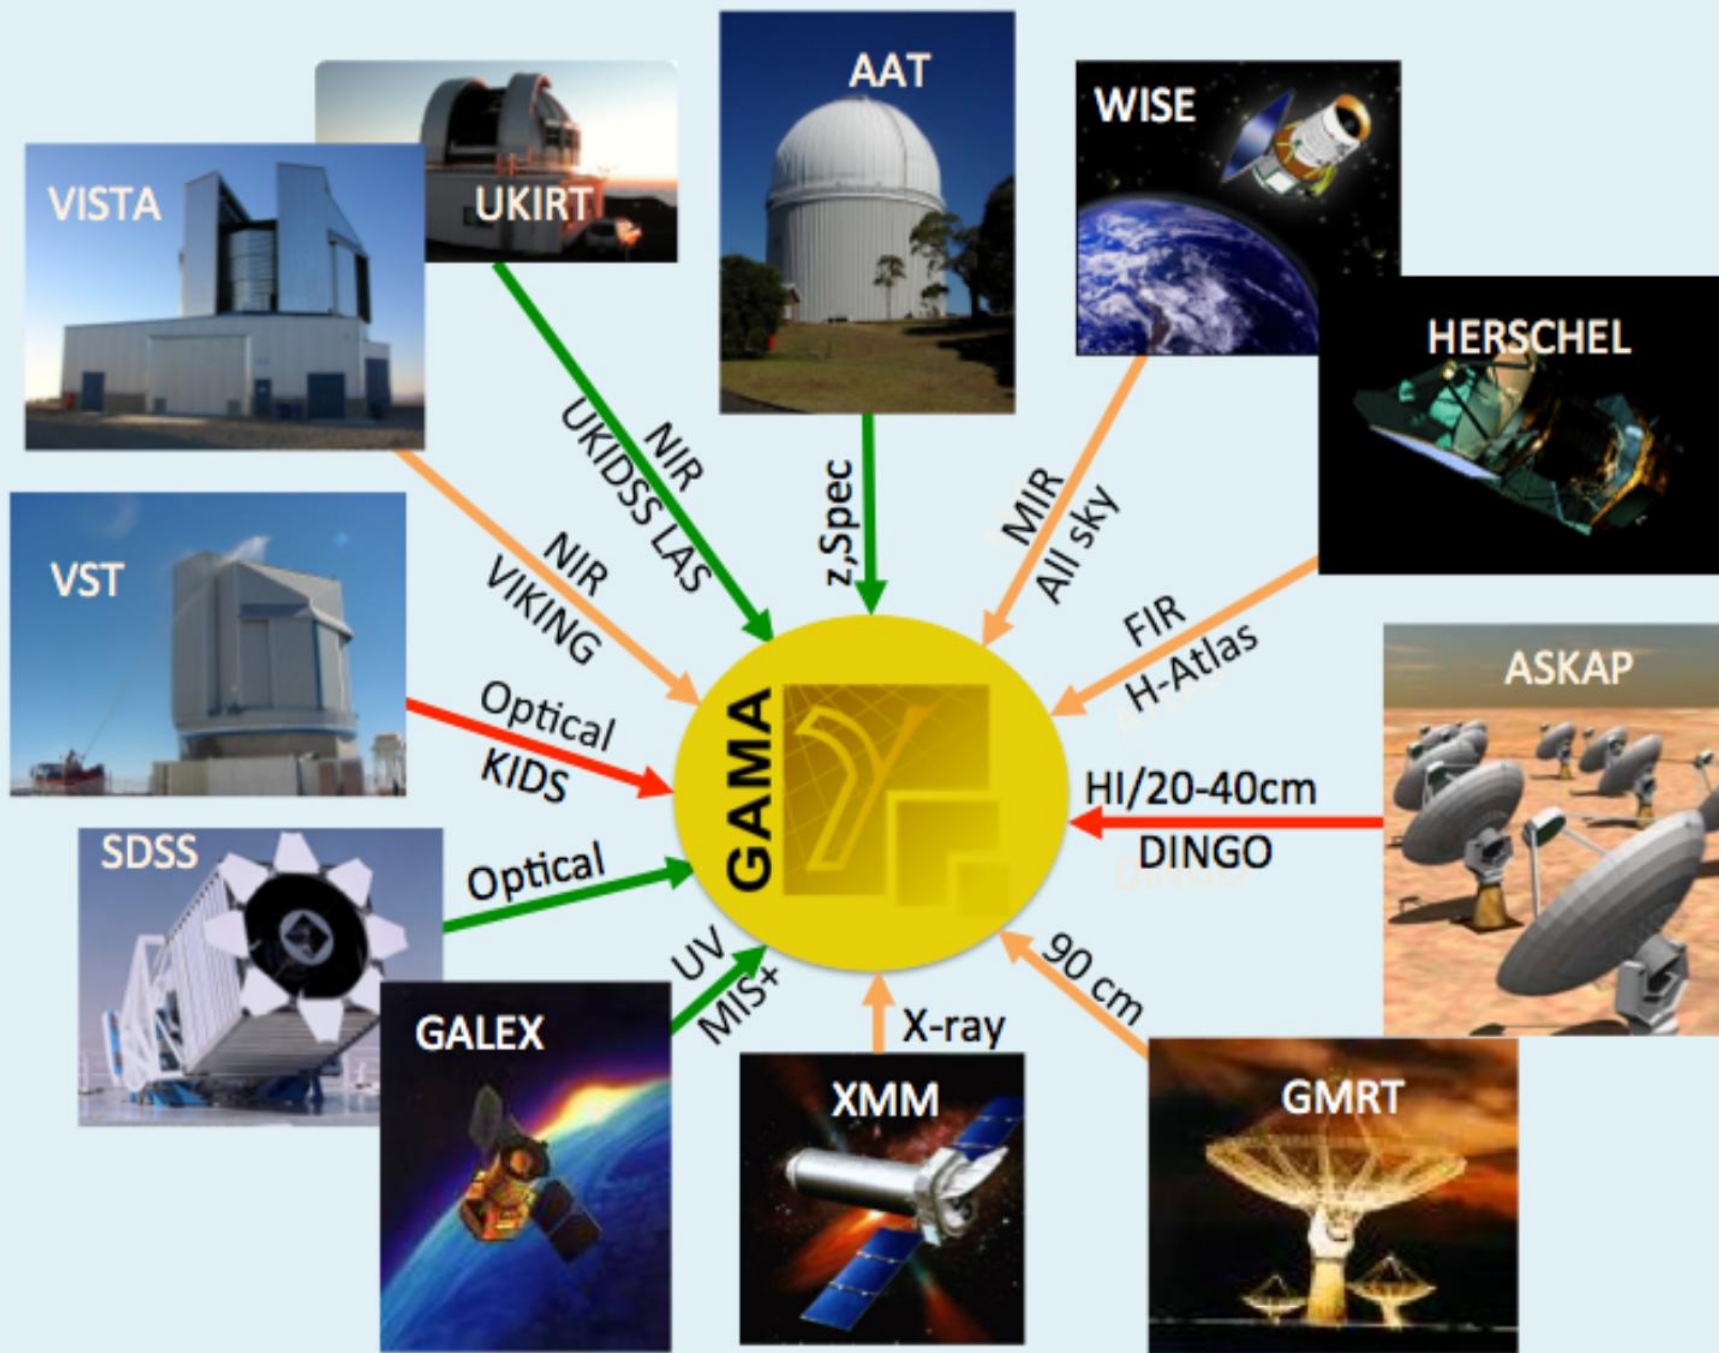 AAT
WISE
UKIRT
VISTA
HERSCHEL
NIR
UKIDSS LAS
z,Spec
MIR
All sky
NIR
VIKING
FIR
H-Atlas
VST
ASKAP
Optical
KIDS
GAMA
HI/20-40cm
DINGO
SDSS
Optical
UV
MIS+
90 cm
X-ray
GALEX
XMM
GMRT